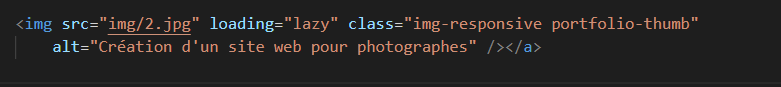 <img src="img/2.jpg" loading="lazy" class="img-responsive portfolio-thumb"
alt="Création d'un site web pour photographes" /></a>